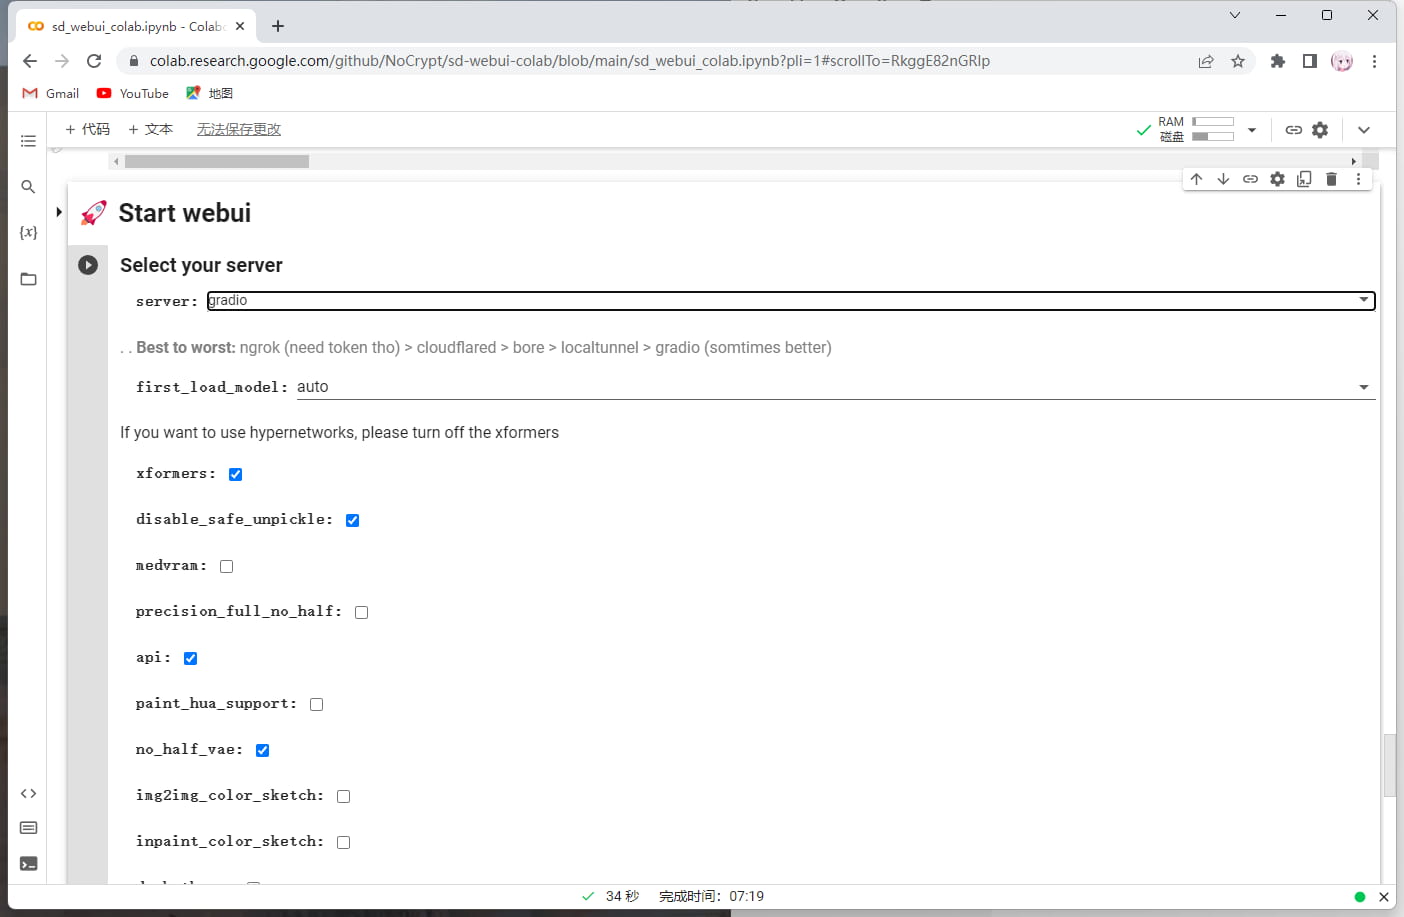 sd_webui_colab.ipynb - Colab
colab.research.google.com/github/NoCrypt/sd-webui-colab/blob/main/sd_webui_colab.ipynb?pli=1#scrollTo=RkggE82nGRlp
Gmail YouTube 地图
+ 代码 + 文本 无法保存更改
RAM
磁盘
Start webui
{x}
Select your server
server: gradio
. . Best to worst: ngrok (need token tho) > cloudflared > bore > localtunnel > gradio (somtimes better)
first_load_model: auto
If you want to use hypernetworks, please turn off the xformers
xformers:
disable_safe_unpickle:
medvram:
precision_full_no_half:
api:
paint_hua_support:
no_half_vae:
img2img_color_sketch:
inpaint_color_sketch:
34 秒 完成时间：07:19